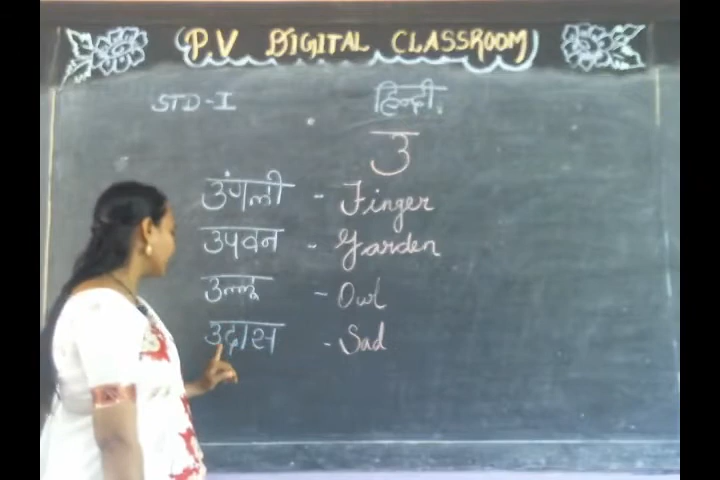 P.V DIGITAL CLASSROOM
STD-I हिन्दी.
उ
उंगली - Finger
उपवन - Garden
उल्लू - Owl
उदास - Sad